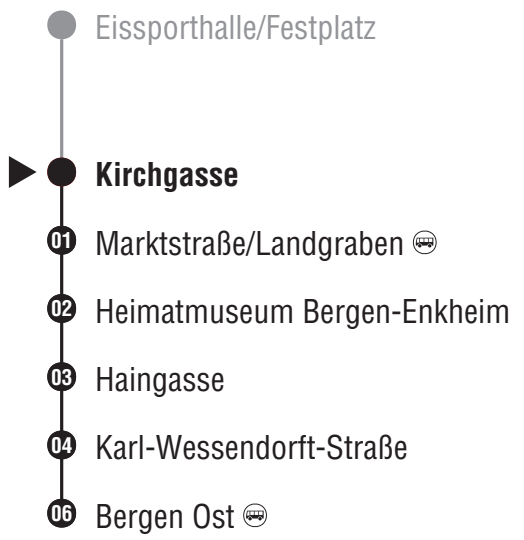 Eissporthalle/Festplatz
Kirchgasse
01 Marktstraße/Landgraben
02 Heimatmuseum Bergen-Enkheim
03 Haingasse
04 Karl-Wessendorft-Straße
06 Bergen Ost